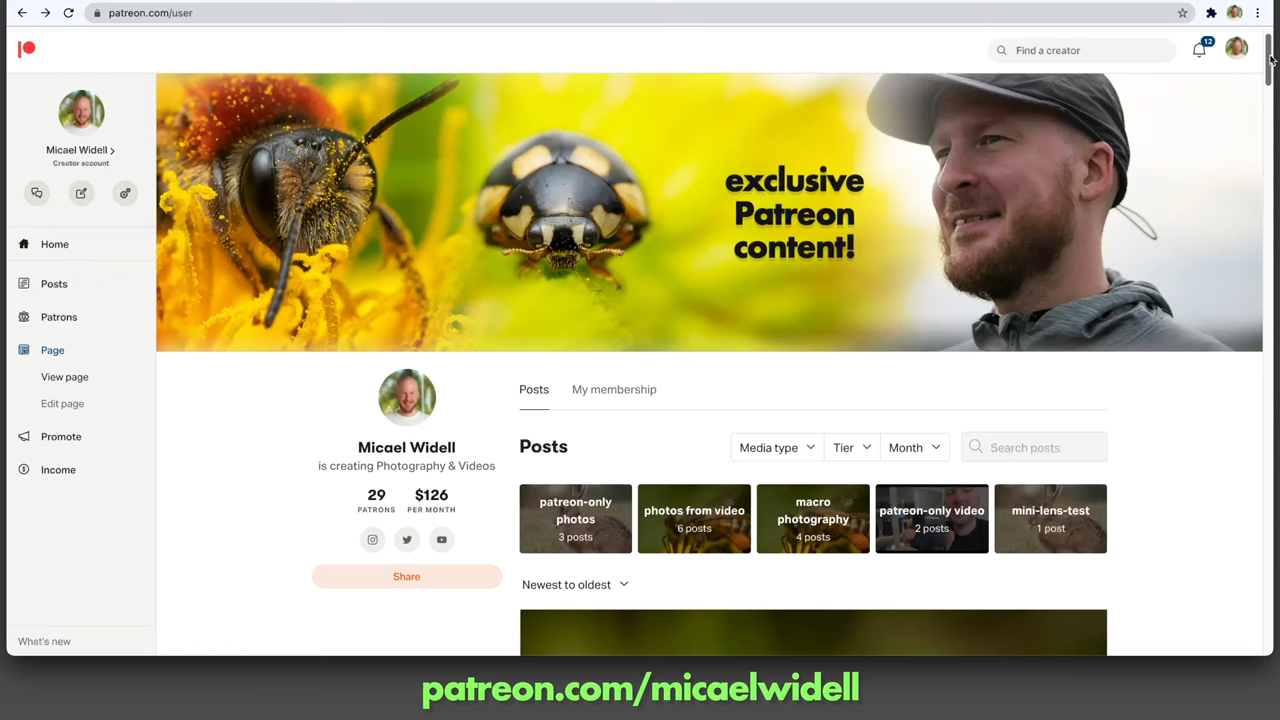 patreon.com/user
Find a creator
12
Micael Widell
Creator account
Home
Posts
Patrons
Page
View page
Edit page
Promote
Income
What's new
exclusive
Patreon
content!
Micael Widell
is creating Photography & Videos
29
PATRONS
$126
PER MONTH
Share
Posts
My membership
Posts
Media type
Tier
Month
Search posts
patreon-only
photos
3 posts
photos from video
6 posts
macro
photography
4 posts
patreon-only video
2 posts
mini-lens-test
1 post
Newest to oldest
patreon.com/micaelwidell